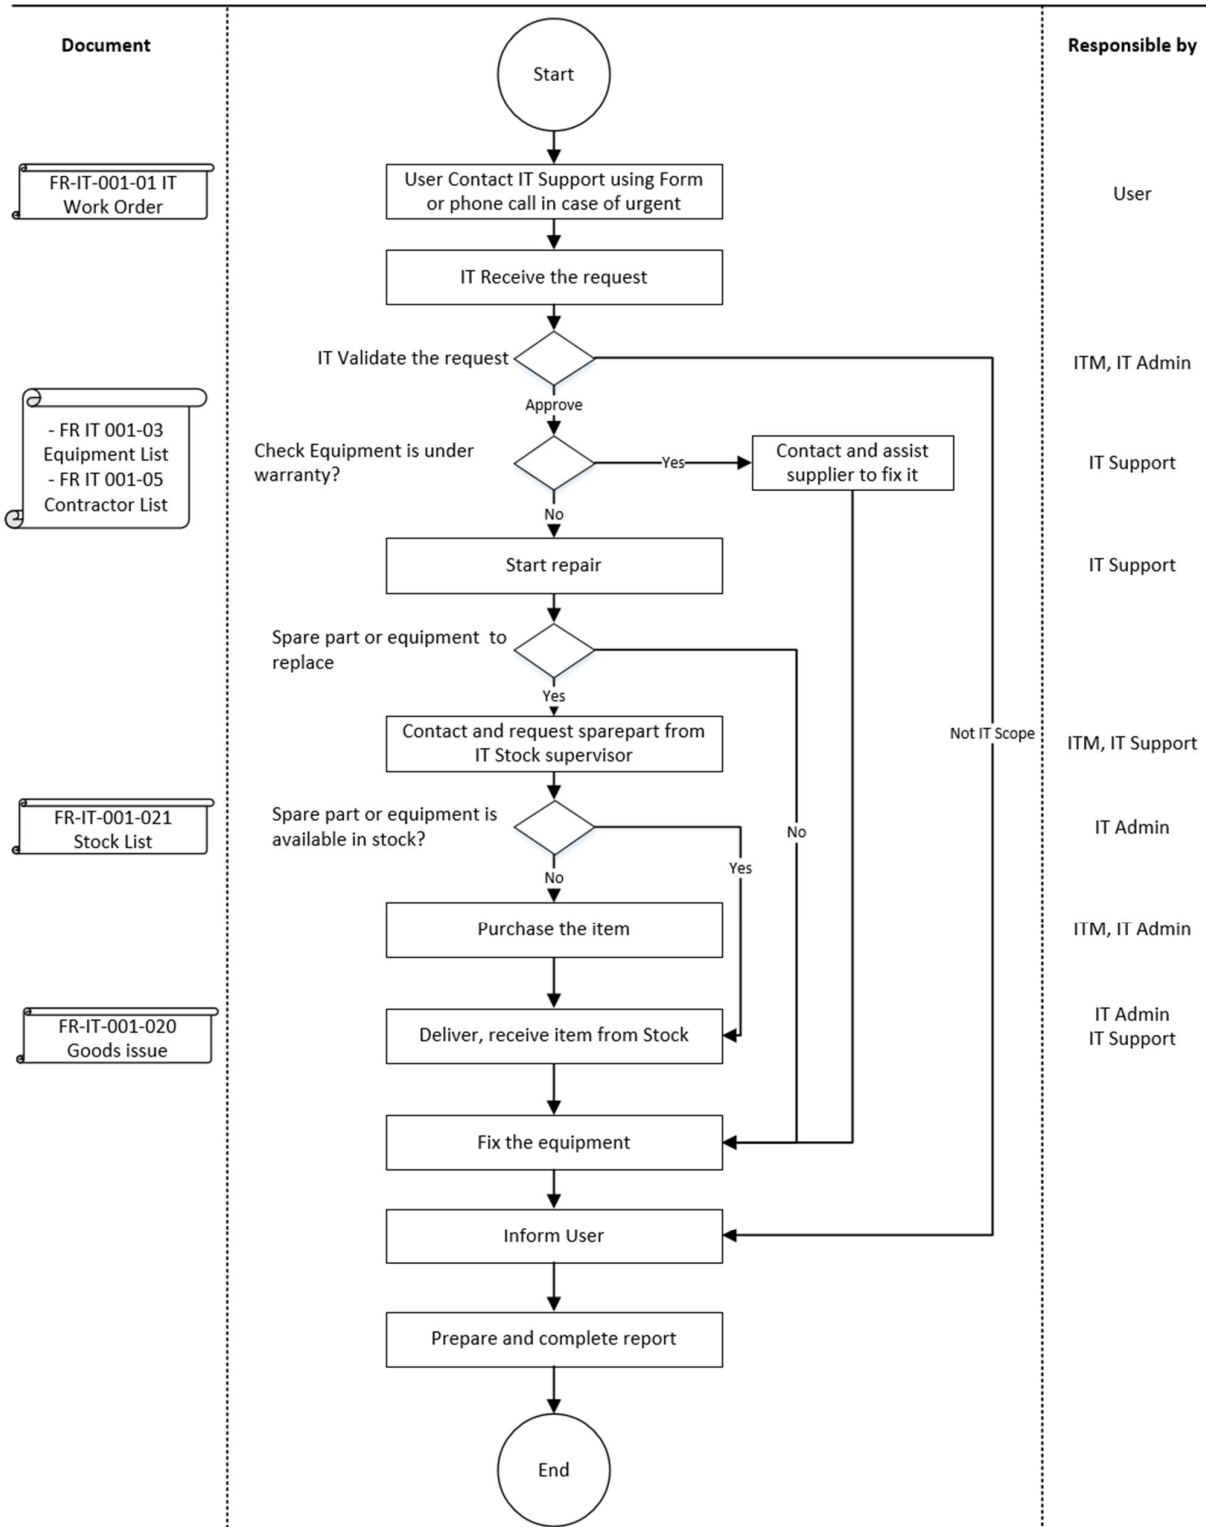 Document
Responsible by
Start
FR-IT-001-01 IT
Work Order
User Contact IT Support using Form
or phone call in case of urgent
User
IT Receive the request
IT Validate the request
ITM, IT Admin
Approve
- FR IT 001-03
Equipment List
- FR IT 001-05
Contractor List
Check Equipment is under
warranty?
Yes
Contact and assist
supplier to fix it
IT Support
No
Start repair
IT Support
Spare part or equipment to
replace
Yes
Contact and request sparepart from
IT Stock supervisor
Not IT Scope
ITM, IT Support
FR-IT-001-021
Stock List
Spare part or equipment is
available in stock?
No
IT Admin
Yes
No
Purchase the item
ITM, IT Admin
FR-IT-001-020
Goods issue
Deliver, receive item from Stock
IT Admin
IT Support
Fix the equipment
Inform User
Prepare and complete report
End